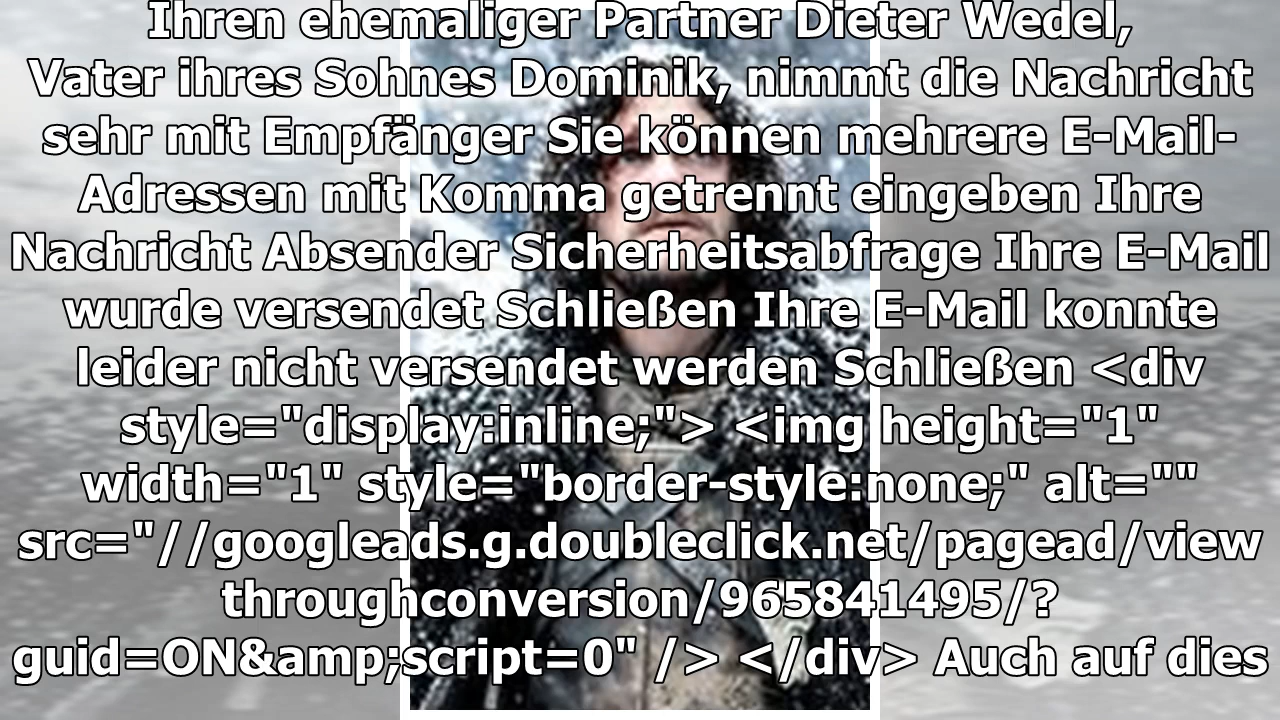 Ihren ehemaliger Partner Dieter Wedel,
Vater ihres Sohnes Dominik, nimmt die Nachricht
sehr mit Empfänger Sie können mehrere E-Mail-
Adressen mit Komma getrennt eingeben Ihre
Nachricht Absender Sicherheitsabfrage Ihre E-Mail
wurde versendet Schließen Ihre E-Mail konnte
leider nicht versendet werden Schließen <div
style="display:inline;"> <img height="1"
width="1" style="border-style:none;" alt=""
src="//googleads.g.doubleclick.net/pagead/view
throughconversion/965841495/?
guid=ON&amp;script=0" /> </div> Auch auf dies